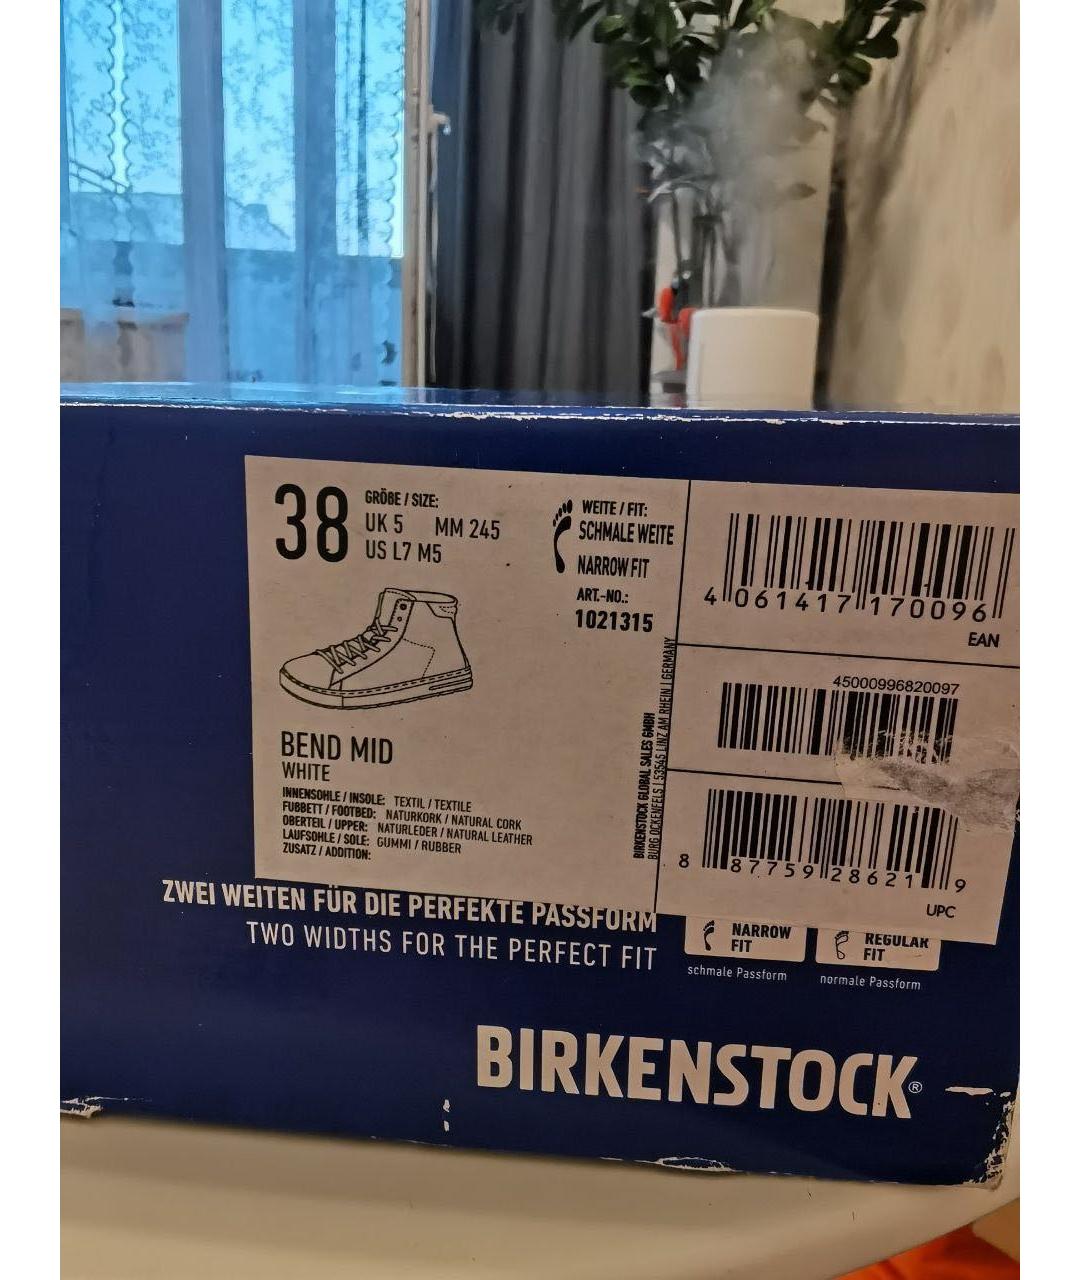 38
GRÖßE / SIZE:
UK 5 MM 245
US L7 M5
WEITE / FIT:
SCHMALE WEITE
NARROW FIT
ART.-NO.:
1021315
BEND MID
WHITE
INNENSOHLE / INSOLE: TEXTIL / TEXTILE
FUßBETT / FOOTBED: NATURKORK / NATURAL CORK
OBERTEIL / UPPER: NATURLEDER / NATURAL LEATHER
LAUFSOHLE / SOLE: GUMMI / RUBBER
ZUSATZ / ADDITION:
BIRKENSTOCK GLOBAL SALES GMBH
BURG OCKENFELS | 53545 LINZ AM RHEIN | GERMANY
4 061417 170096
EAN
45000996820097
8 87759 28621 9
UPC
ZWEI WEITEN FÜR DIE PERFEKTE PASSFORM
TWO WIDTHS FOR THE PERFECT FIT
NARROW
FIT
schmale Passform
REGULAR
FIT
normale Passform
BIRKENSTOCK®